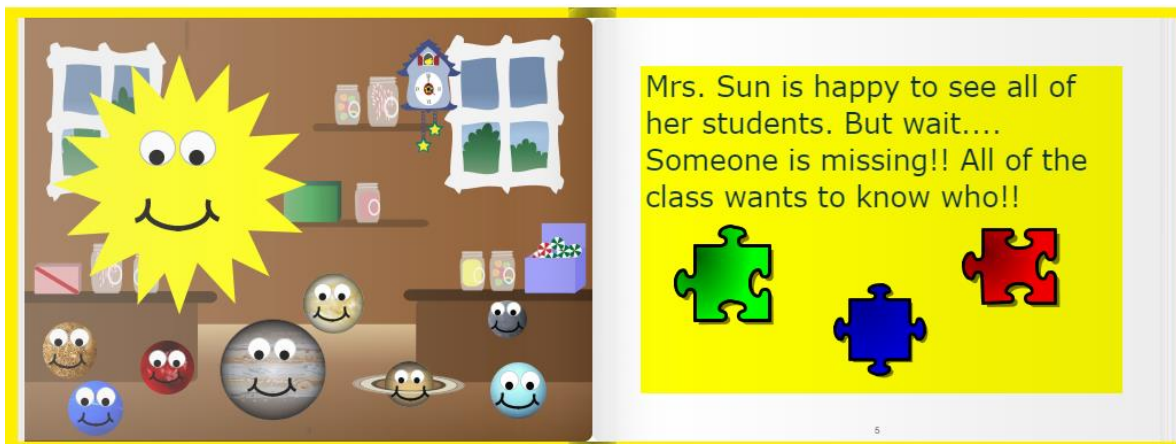 Mrs. Sun is happy to see all of
her students. But wait....
Someone is missing!! All of the
class wants to know who!!
5